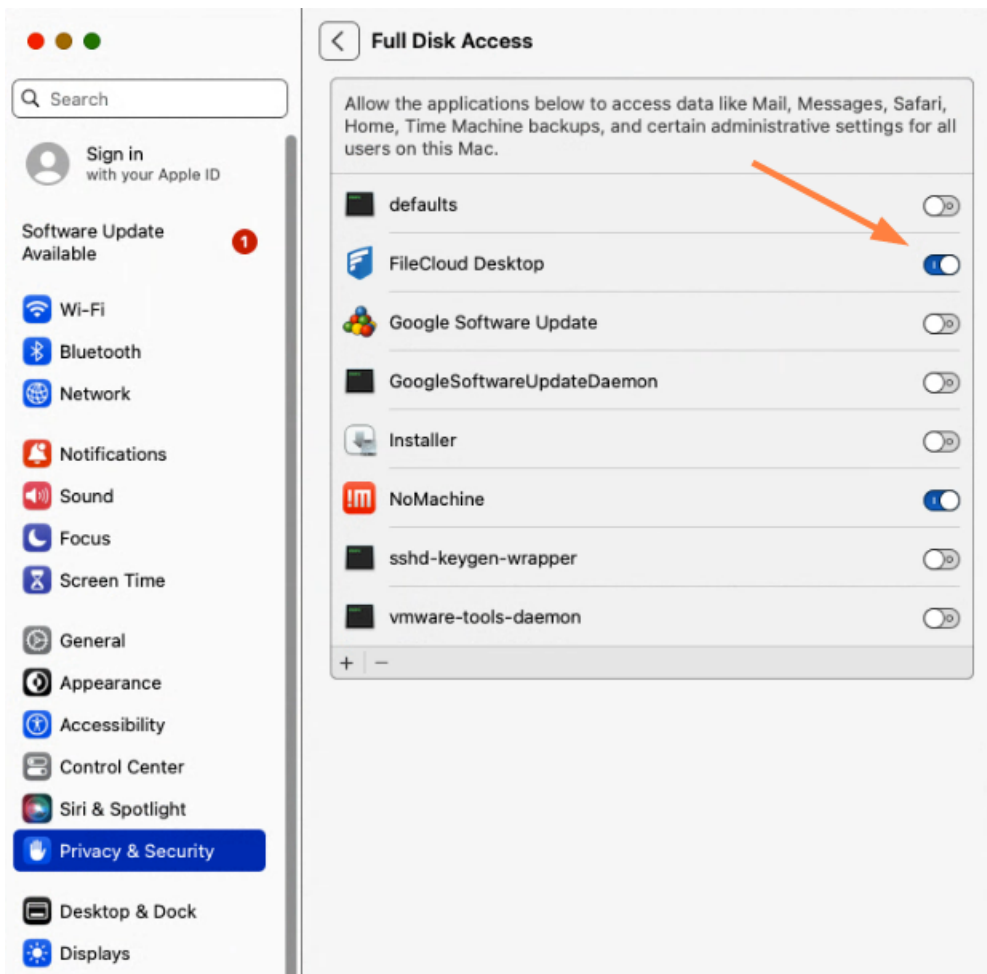 Search
Sign in
with your Apple ID
Software Update
Available
1
Wi-Fi
Bluetooth
Network
Notifications
Sound
Focus
Screen Time
General
Appearance
Accessibility
Control Center
Siri & Spotlight
Privacy & Security
Desktop & Dock
Displays
Full Disk Access
Allow the applications below to access data like Mail, Messages, Safari,
Home, Time Machine backups, and certain administrative settings for all
users on this Mac.
defaults
FileCloud Desktop
Google Software Update
GoogleSoftwareUpdateDaemon
Installer
!M NoMachine
sshd-keygen-wrapper
vmware-tools-daemon
+ −